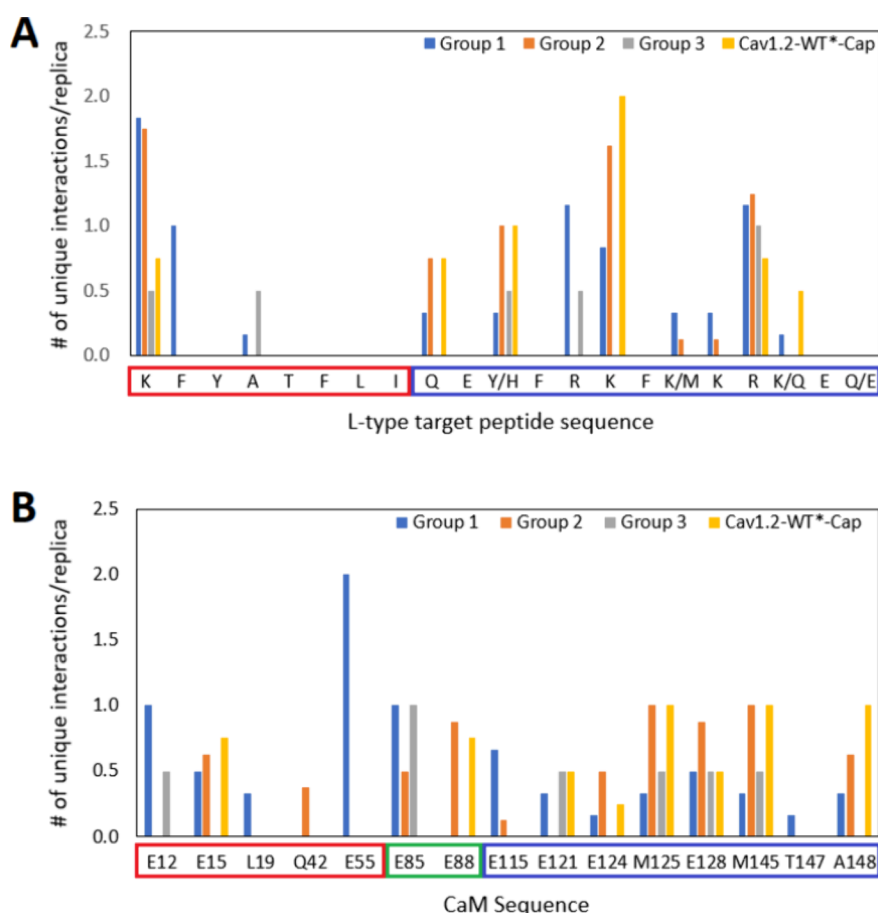 A
# of unique interactions/replica
Group 1 Group 2 Group 3 Cav1.2-WT*-Cap
2.5
2.0
1.5
1.0
0.5
0.0
K F Y A T F L I Q E Y/H F R K F K/M K R K/Q E Q/E
L-type target peptide sequence
B
# of unique interactions/replica
Group 1 Group 2 Group 3 Cav1.2-WT*-Cap
2.5
2.0
1.5
1.0
0.5
0.0
E12 E15 L19 Q42 E55 E85 E88 E115 E121 E124 M125 E128 M145 T147 A148
CaM Sequence